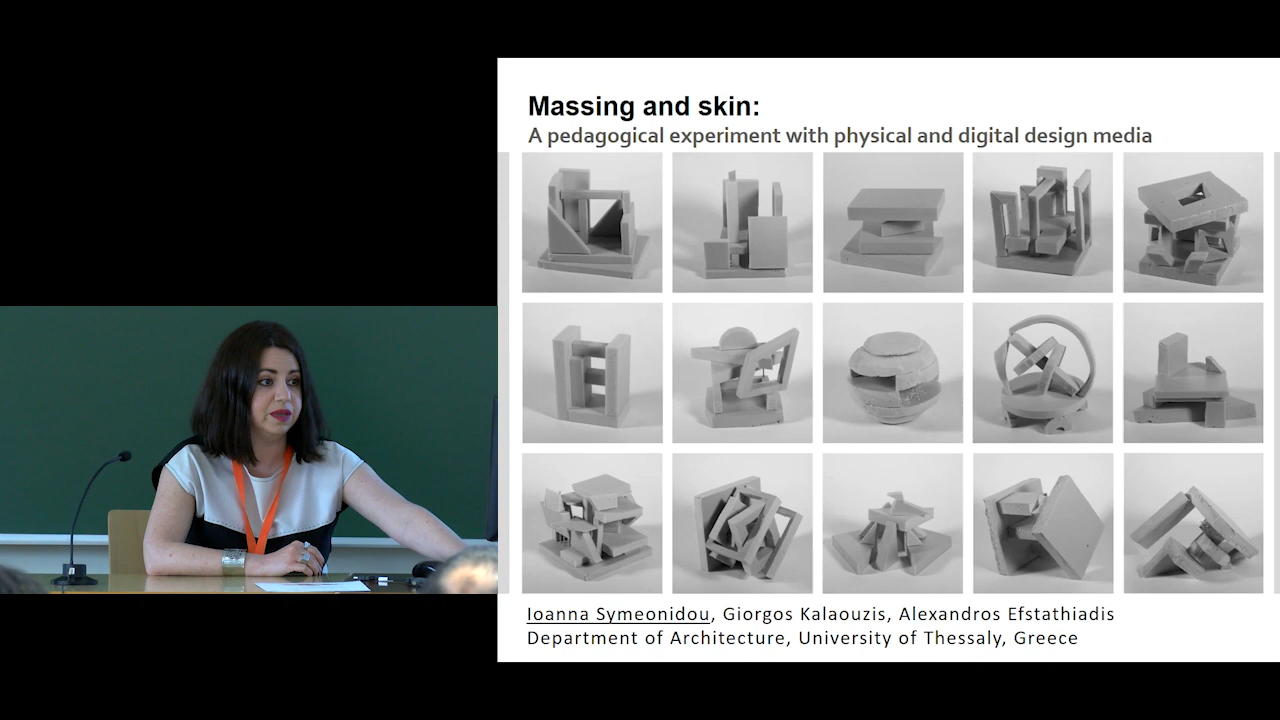 Massing and skin:
A pedagogical experiment with physical and digital design media
Ioanna Symeonidou, Giorgos Kalaouzis, Alexandros Efstathiadis
Department of Architecture, University of Thessaly, Greece